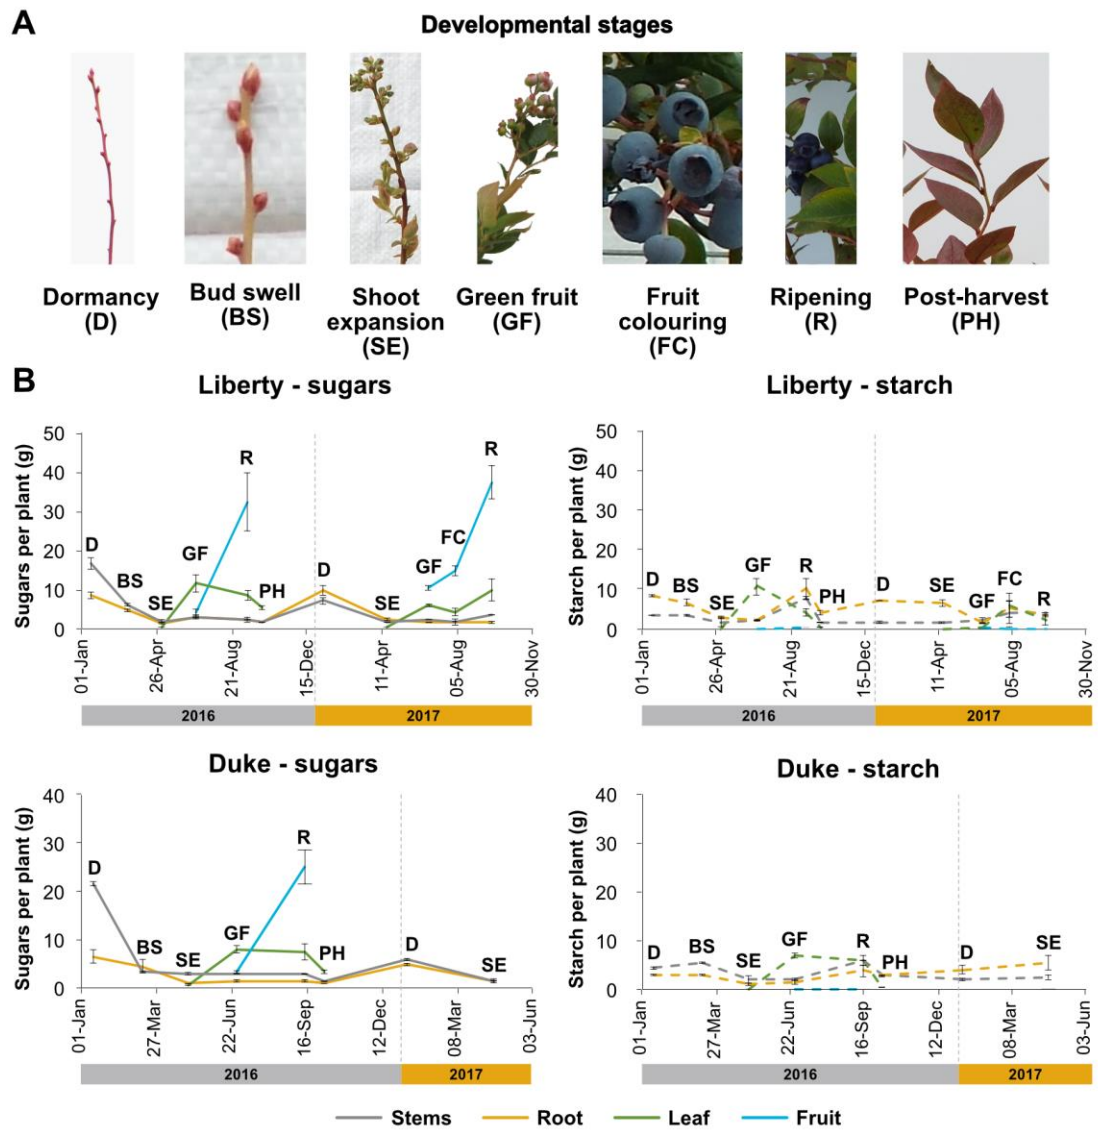 A
Developmental stages
Dormancy
(D)
Bud swell
(BS)
Shoot
expansion
(SE)
Green fruit
(GF)
Fruit
colouring
(FC)
Ripening
(R)
Post-harvest
(PH)
B
Liberty - sugars
Sugars per plant (g)
50
40
30
20
10
0
D
BS
SE
GF
R
PH
D
SE
GF
FC
R
01-Jan
26-Apr
21-Aug
15-Dec
11-Apr
05-Aug
30-Nov
2016
2017
Liberty - starch
Starch per plant (g)
50
40
30
20
10
0
D
BS
SE
GF
R
PH
D
SE
GF
FC
R
01-Jan
26-Apr
21-Aug
15-Dec
11-Apr
05-Aug
30-Nov
2016
2017
Duke - sugars
Sugars per plant (g)
40
30
20
10
0
D
BS
SE
GF
R
PH
D
SE
01-Jan
27-Mar
22-Jun
16-Sep
12-Dec
08-Mar
03-Jun
2016
2017
Duke - starch
Starch per plant (g)
40
30
20
10
0
D
BS
SE
GF
R
PH
D
SE
01-Jan
27-Mar
22-Jun
16-Sep
12-Dec
08-Mar
03-Jun
2016
2017
Stems
Root
Leaf
Fruit